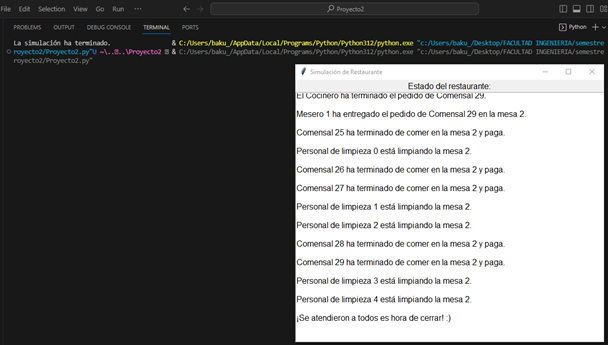 File Edit Selection View Go Run ··· Proyecto2
PROBLEMS OUTPUT DEBUG CONSOLE TERMINAL PORTS
Python
La simulación ha terminado. & C:/Users/baku_/AppData/Local/Programs/Python/Python312/python.exe "c:/Users/baku_/Desktop/FACULTAD INGENIERIA/semestre
royecto2/Proyecto2.py" & C:/Users/baku_/AppData/Local/Programs/Python/Python312/python.exe "c:/Users/baku_/Desktop/FACULTAD INGENIERIA/semestre
royecto2/Proyecto2.py"
Simulación de Restaurante
Estado del restaurante:
El Cocinero ha terminado el pedido de Comensal 29.
Mesero 1 ha entregado el pedido de Comensal 29 en la mesa 2.
Comensal 25 ha terminado de comer en la mesa 2 y paga.
Personal de limpieza 0 está limpiando la mesa 2.
Comensal 26 ha terminado de comer en la mesa 2 y paga.
Comensal 27 ha terminado de comer en la mesa 2 y paga.
Personal de limpieza 1 está limpiando la mesa 2.
Personal de limpieza 2 está limpiando la mesa 2.
Comensal 28 ha terminado de comer en la mesa 2 y paga.
Comensal 29 ha terminado de comer en la mesa 2 y paga.
Personal de limpieza 3 está limpiando la mesa 2.
Personal de limpieza 4 está limpiando la mesa 2.
¡Se atendieron a todos es hora de cerrar! :)